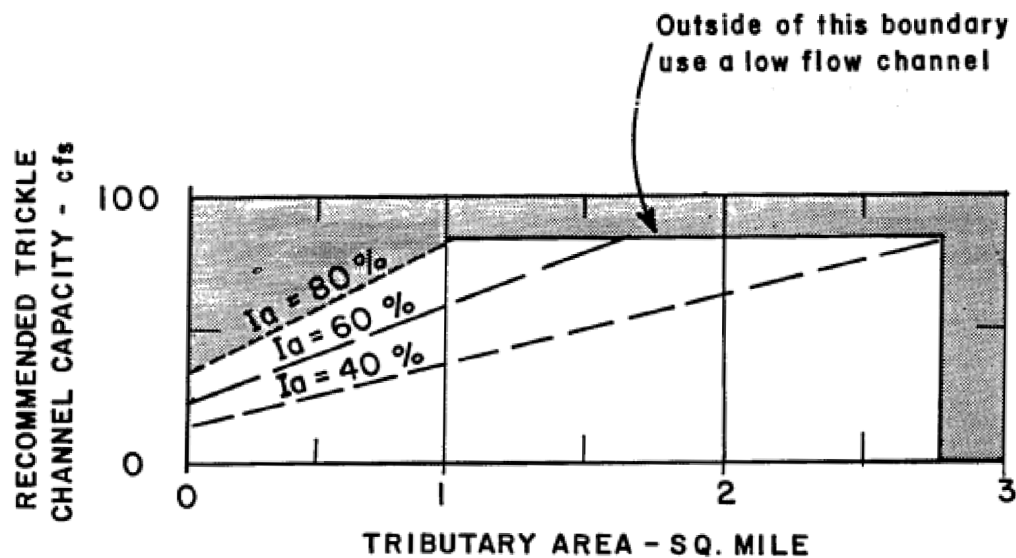 Outside of this boundary
use a low flow channel
RECOMMENDED TRICKLE
CHANNEL CAPACITY - cfs
100
0
Ia = 80 %
Ia = 60 %
Ia = 40 %
0
1
2
3
TRIBUTARY AREA - SQ. MILE